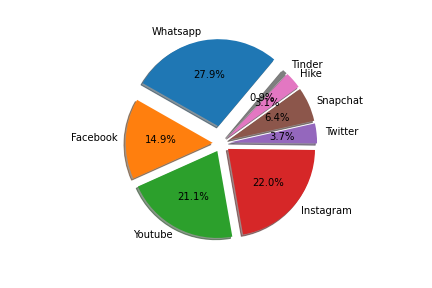 Whatsapp
27.9%
Tinder
0.9%
Hike
3.1%
Snapchat
6.4%
Twitter
3.7%
Facebook
14.9%
Youtube
21.1%
Instagram
22.0%